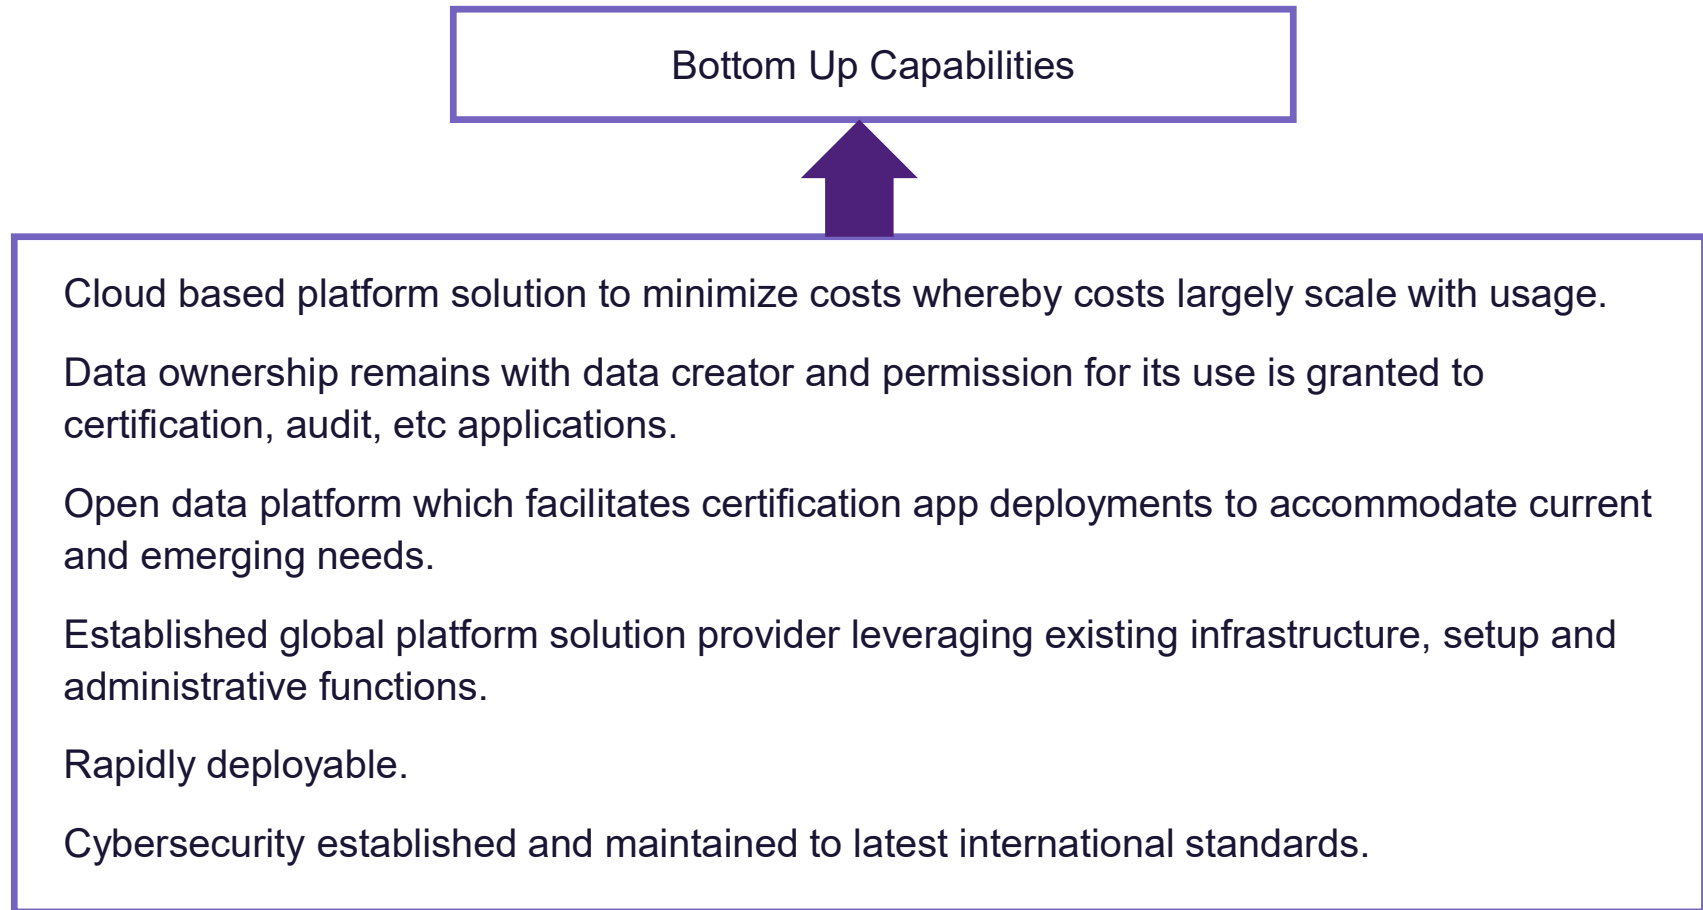 Bottom Up Capabilities
Cloud based platform solution to minimize costs whereby costs largely scale with usage.
Data ownership remains with data creator and permission for its use is granted to
certification, audit, etc applications.
Open data platform which facilitates certification app deployments to accommodate current
and emerging needs.
Established global platform solution provider leveraging existing infrastructure, setup and
administrative functions.
Rapidly deployable.
Cybersecurity established and maintained to latest international standards.